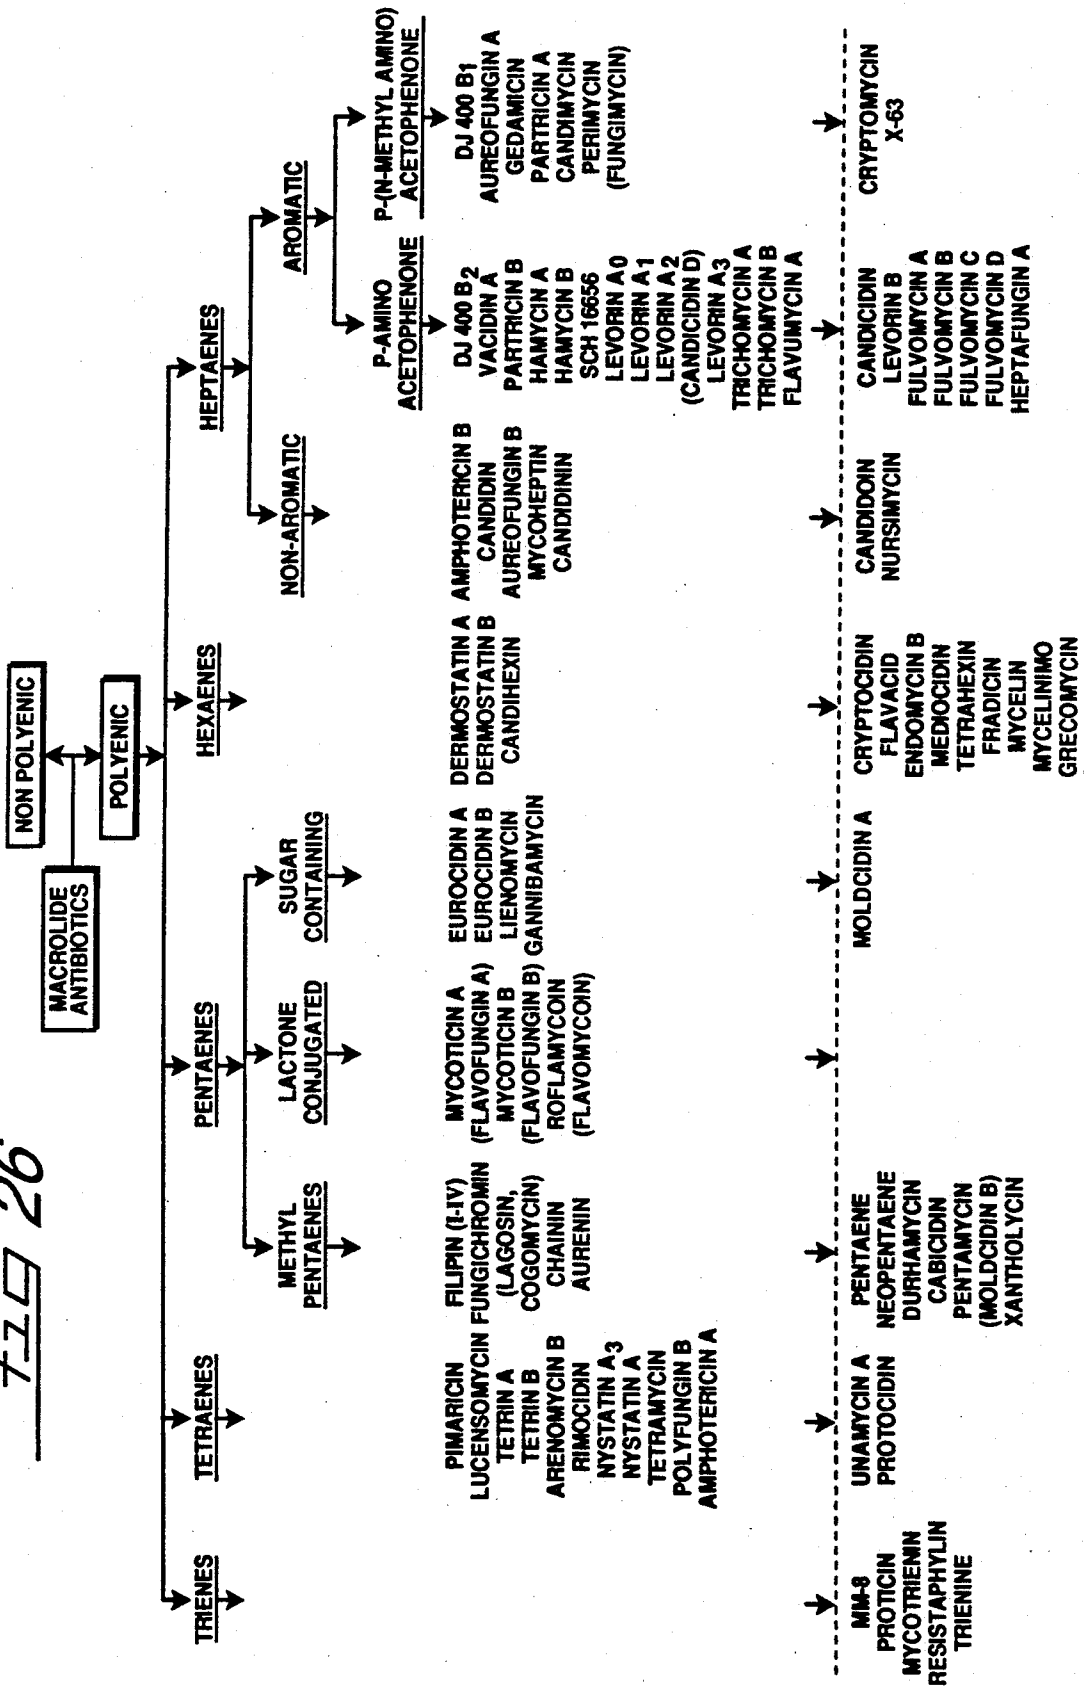 FIG 26
MACROLIDE
ANTIBIOTICS
NON POLYENIC
POLYENIC
TRIENES
TETRAENES
PENTAENES
HEXAENES
HEPTAENES
METHYL
PENTAENES
LACTONE
CONJUGATED
SUGAR
CONTAINING
NON-AROMATIC
AROMATIC
P-AMINO
ACETOPHENONE
P-(N-METHYL AMINO)
ACETOPHENONE
PIMARICIN
LUCENSOMYCIN
TETRIN A
TETRIN B
ARENOMYCIN B
RIMOCIDIN
NYSTATIN A3
NYSTATIN A
TETRAMYCIN
POLYFUNGIN B
AMPHOTERICIN A
FILIPIN (I-IV)
FUNGICHROMIN
(LAGOSIN,
COGOMYCIN)
CHAININ
AURENIN
MYCOTICIN A
(FLAVOFUNGIN A)
MYCOTICIN B
(FLAVOFUNGIN B)
ROFLAMYCOIN
(FLAVOMYCOIN)
EUROCIDIN A
EUROCIDIN B
LIENOMYCIN
GANNIBAMYCIN
DERMOSTATIN A
DERMOSTATIN B
CANDIHEXIN
AMPHOTERICIN B
CANDIDIN
AUREOFUNGIN B
MYCOHEPTIN
CANDIDININ
DJ 400 B2
VACIDIN A
PARTRICIN B
HAMYCIN A
HAMYCIN B
SCH 16656
LEVORIN A0
LEVORIN A1
LEVORIN A2
(CANDICIDIN D)
LEVORIN A3
TRICHOMYCIN A
TRICHOMYCIN B
FLAVUMYCIN A
DJ 400 B1
AUREOFUNGIN A
GEDAMICIN
PARTRICIN A
CANDIMYCIN
PERIMYCIN
(FUNGIMYCIN)
MM-8
PROTICIN
MYCOTRIENIN
RESISTAPHYLIN
TRIENINE
UNAMYCIN A
PROTOCIDIN
PENTAENE
NEOPENTAENE
DURHAMYCIN
CABICIDIN
PENTAMYCIN
(MOLDCIDIN B)
XANTHOLYCIN
MOLDCIDIN A
CRYPTOCIDIN
FLAVACID
ENDOMYCIN B
MEDIOCIDIN
TETRAHEXIN
FRADICIN
MYCELIN
MYCELINIMO
GRECOMYCIN
CANDIDOIN
NURSIMYCIN
CANDICIDIN
LEVORIN B
FULVOMYCIN A
FULVOMYCIN B
FULVOMYCIN C
FULVOMYCIN D
HEPTAFUNGIN A
CRYPTOMYCIN
X-63